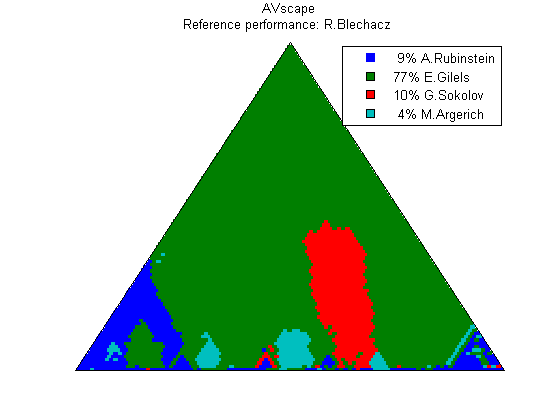 AVscape
Reference performance: R.Blechacz
9% A.Rubinstein
77% E.Gilels
10% G.Sokolov
4% M.Argerich